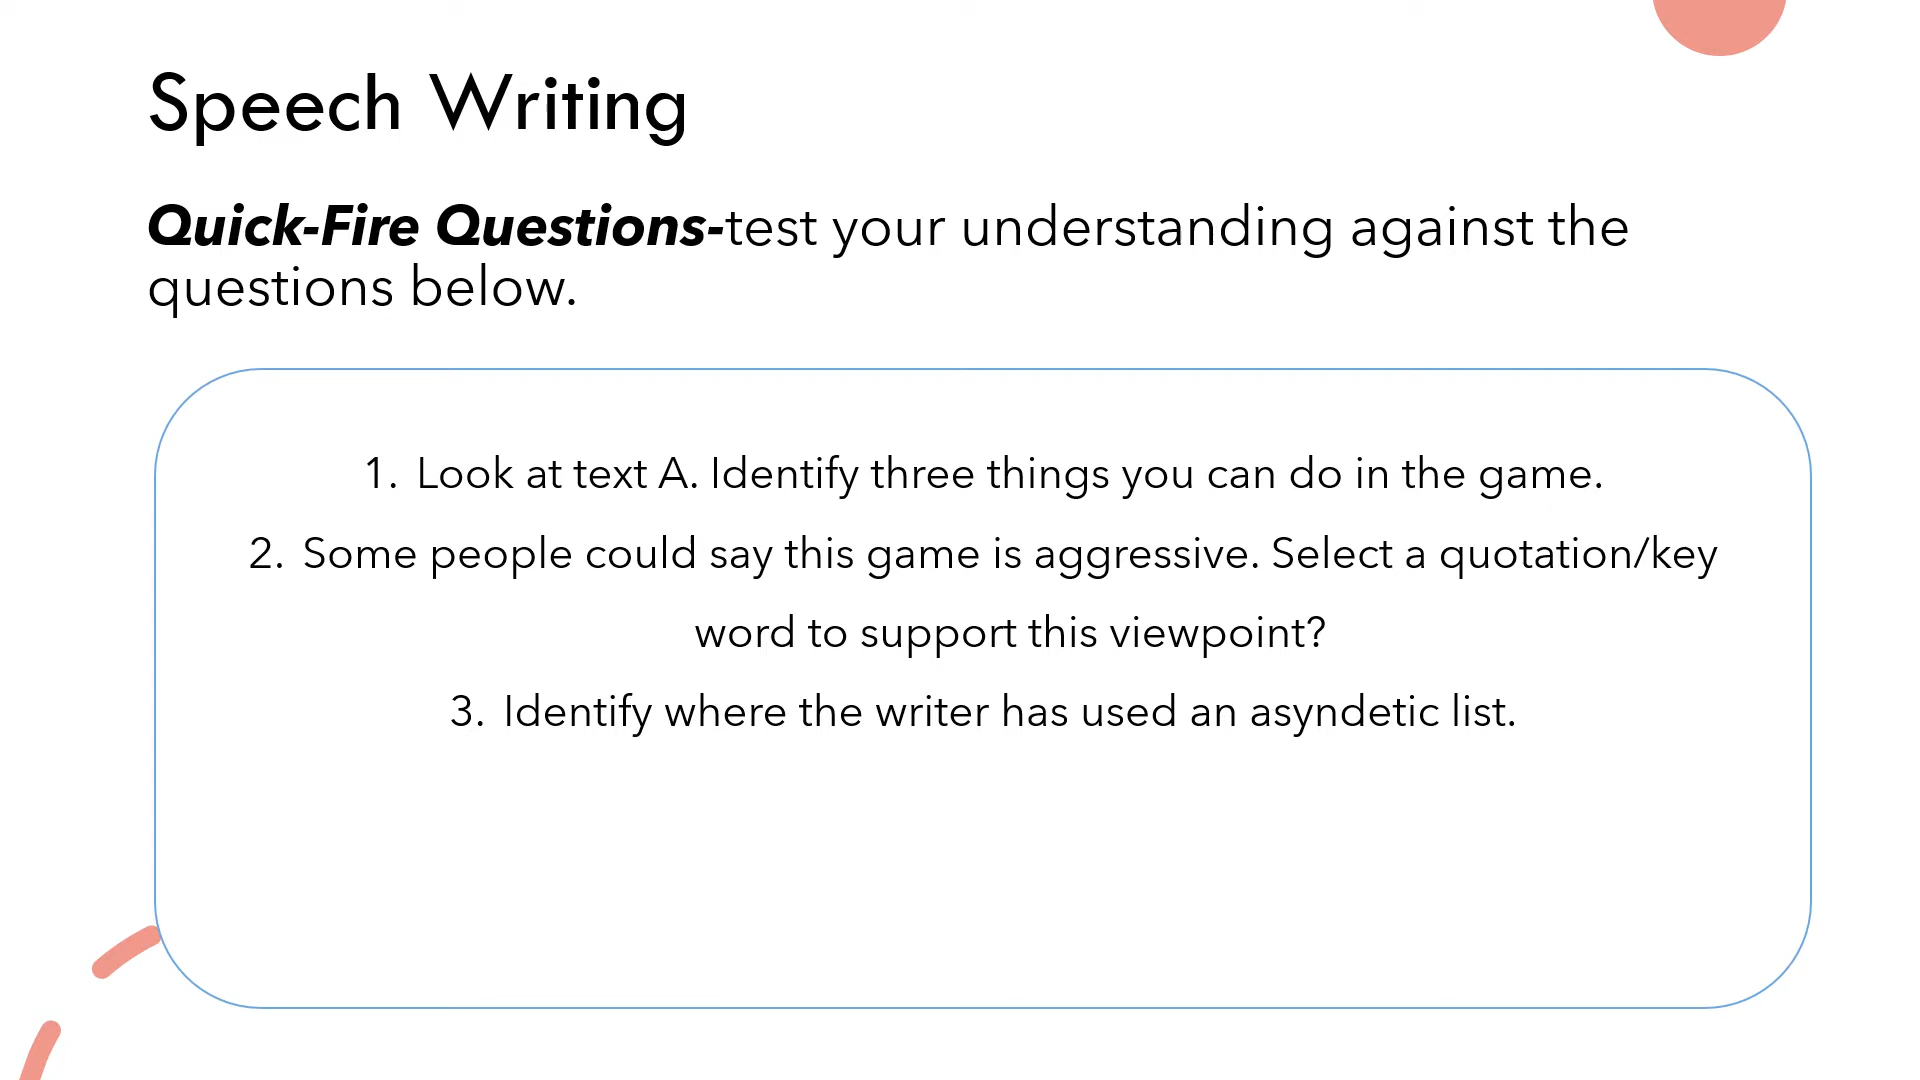 Speech Writing
Quick-Fire Questions-test your understanding against the
questions below.
1. Look at text A. Identify three things you can do in the game.
2. Some people could say this game is aggressive. Select a quotation/key
word to support this viewpoint?
3. Identify where the writer has used an asyndetic list.